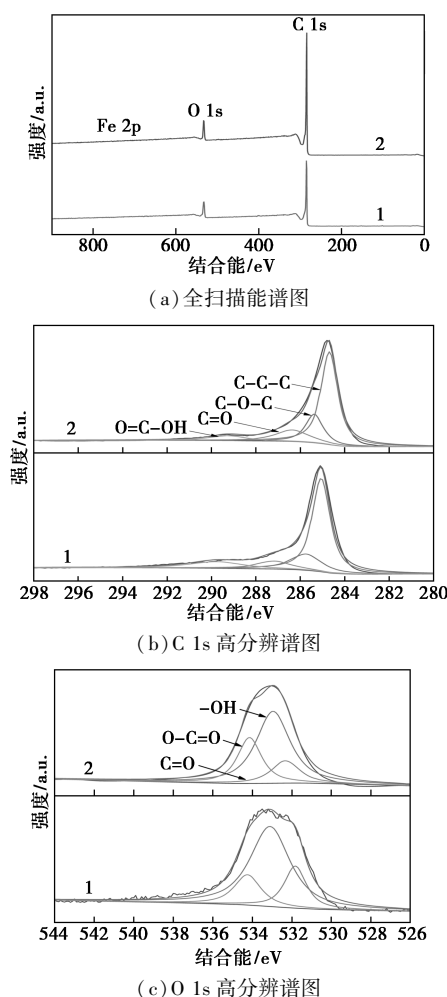 C 1s
O 1s
Fe 2p
2
1
强度/a.u.
800 600 400 200 0
结合能/eV
(a)全扫描能谱图
C-C-C
C-O-C
C=O
O=C-OH
2
1
强度/a.u.
298 296 294 292 290 288 286 284 282 280
结合能/eV
(b)C 1s 高分辨谱图
-OH
O-C=O
C=O
2
1
强度/a.u.
544 542 540 538 536 534 532 530 528 526
结合能/eV
(c)O 1s 高分辨谱图